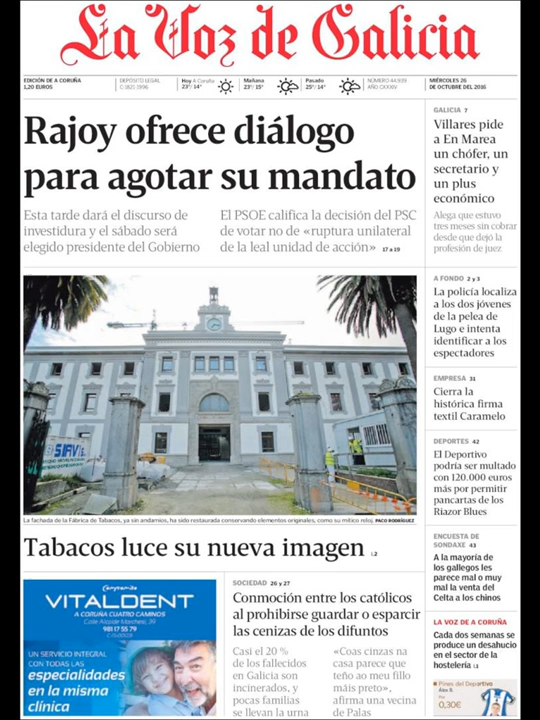 La Voz de Galicia
EDICIÓN DE A CORUÑA
1,20 EUROS
DEPÓSITO LEGAL
Hoy A Coruña
23°/14°
Mañana
23°/15°
Pasado
25°/14°
NÚMERO
AÑO CXXXIV
MIÉRCOLES 26
DE OCTUBRE DEL 2016
Rajoy ofrece diálogo
para agotar su mandato
Esta tarde dará el discurso de
investidura y el sábado será
elegido presidente del Gobierno
El PSOE califica la decisión del PSC
de votar no de «ruptura unilateral
de la leal unidad de acción» 17 a 19
GALICIA 7
Villares pide
a En Marea
un chófer, un
secretario y
un plus
económico
Alega que estuvo
tres meses sin cobrar
desde que dejó la
profesión de juez
A FONDO 2 y 3
La policía localiza
a los dos jóvenes
de la pelea de
Lugo e intenta
identificar a los
espectadores
EMPRESA 31
Cierra la
histórica firma
textil Caramelo
DEPORTES 42
El Deportivo
podría ser multado
con 120.000 euros
más por permitir
pancartas de los
Riazor Blues
ENCUESTA DE
SONDAXE 43
A la mayoría de
los gallegos les
parece mal o muy
mal la venta del
Celta a los chinos
LA VOZ DE A CORUÑA
Cada dos semanas se
produce un desahucio
en el sector de la
hostelería L3
Pines del Deportivo
Por
0,30€
La fachada de la Fábrica de Tabacos, ya sin andamios, ha sido restaurada conservando elementos originales, como su mítico reloj. PACO RODRÍGUEZ
Tabacos luce su nueva imagen L2
VITALDENT
A CORUÑA CUATRO CAMINOS
981 17 55 79
UN SERVICIO INTEGRAL
CON TODAS LAS
especialidades
en la misma
clínica
SOCIEDAD 26 y 27
Conmoción entre los católicos
al prohibirse guardar o esparcir
las cenizas de los difuntos
Casi el 20 %
de los fallecidos
en Galicia son
incinerados, y
pocas familias
se llevan la urna
«Coas cinzas na
casa parece que
teño ao meu fillo
máis preto»,
afirma una vecina
de Palas